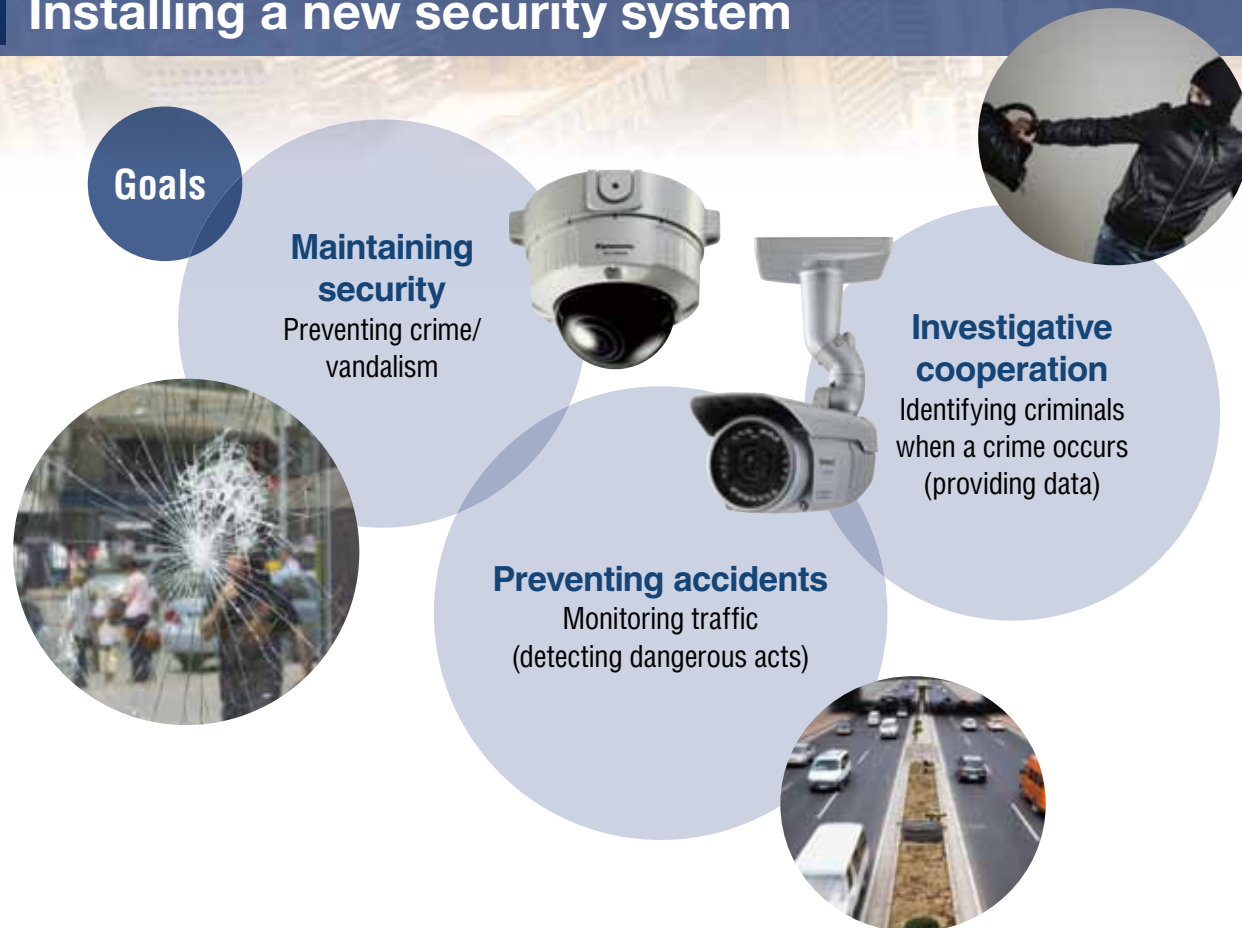 Installing a new security system
Goals
Maintaining
security
Preventing crime/
vandalism
Investigative
cooperation
Identifying criminals
when a crime occurs
(providing data)
Preventing accidents
Monitoring traffic
(detecting dangerous acts)
Panasonic